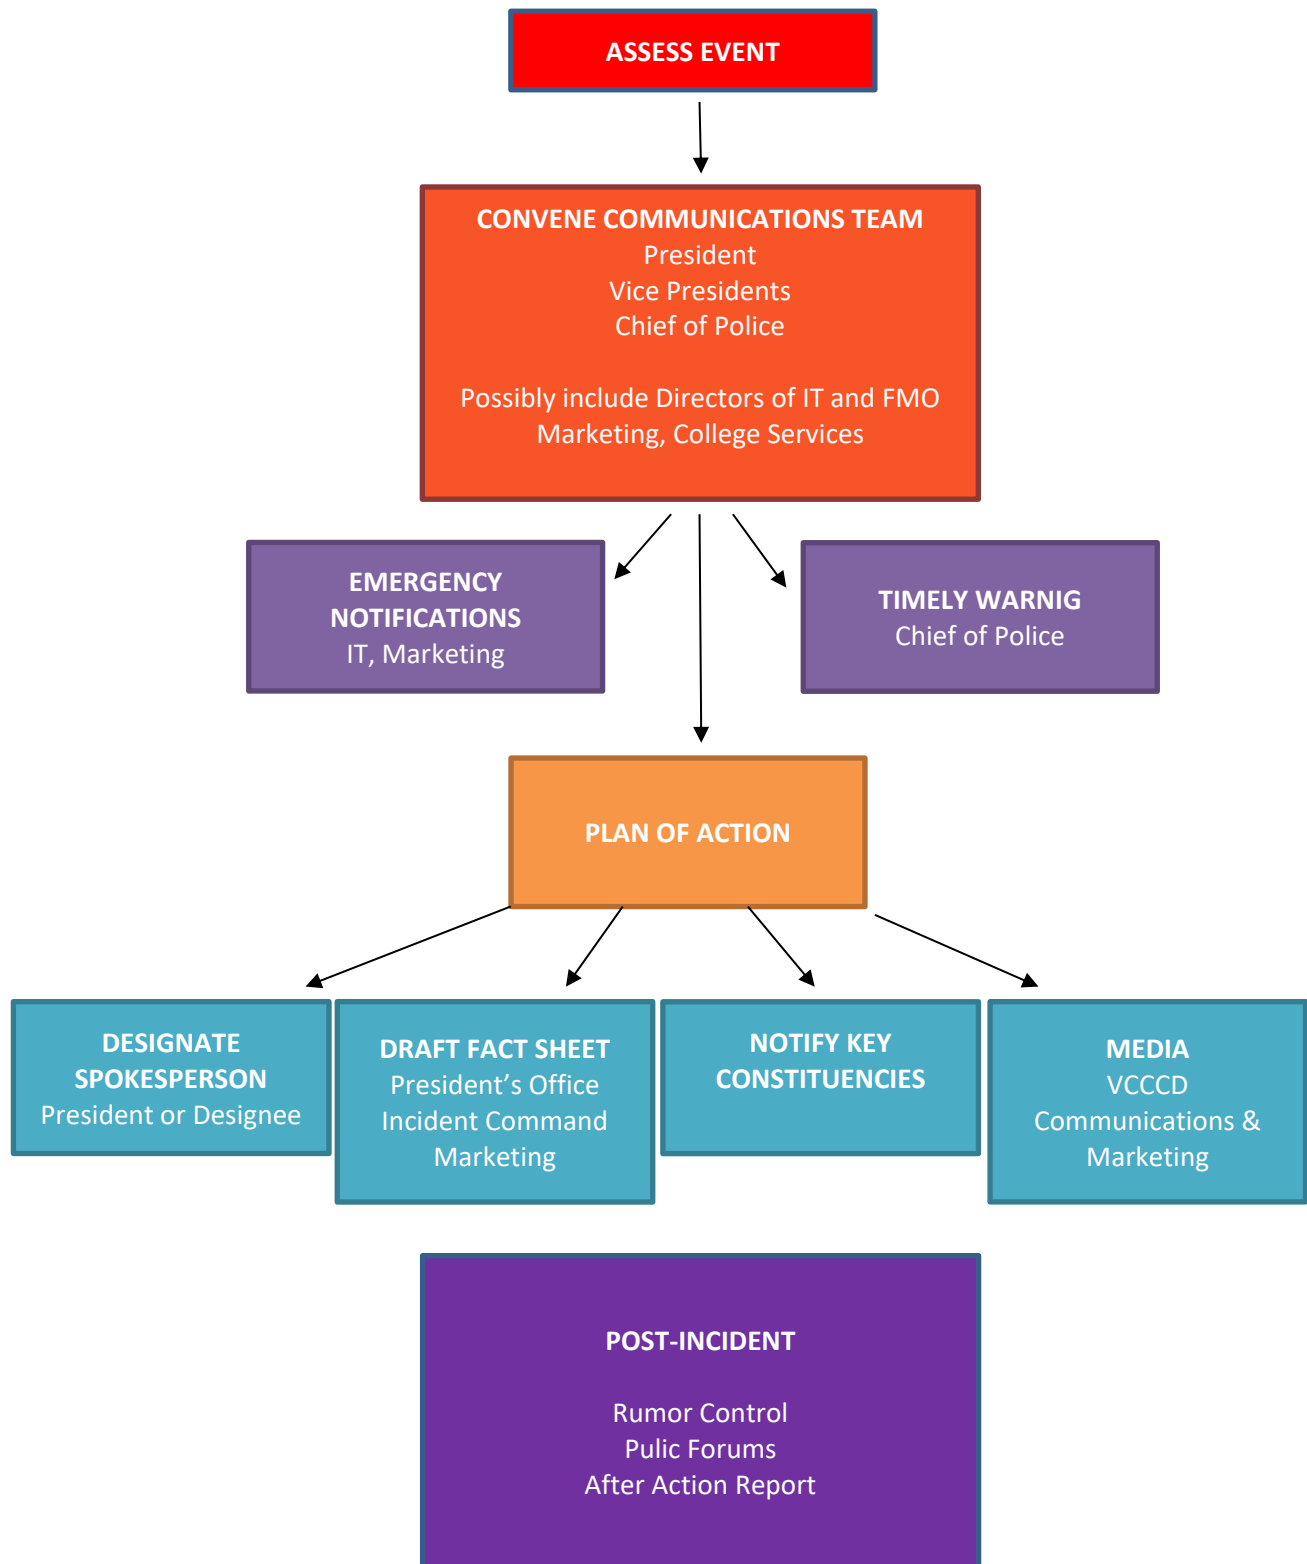 ASSESS EVENT
CONVENE COMMUNICATIONS TEAM
President
Vice Presidents
Chief of Police
Possibly include Directors of IT and FMO
Marketing, College Services
EMERGENCY
NOTIFICATIONS
IT, Marketing
TIMELY WARNIG
Chief of Police
PLAN OF ACTION
DESIGNATE
SPOKESPERSON
President or Designee
DRAFT FACT SHEET
President’s Office
Incident Command
Marketing
NOTIFY KEY
CONSTITUENCIES
MEDIA
VCCCD
Communications &
Marketing
POST-INCIDENT
Rumor Control
Pulic Forums
After Action Report